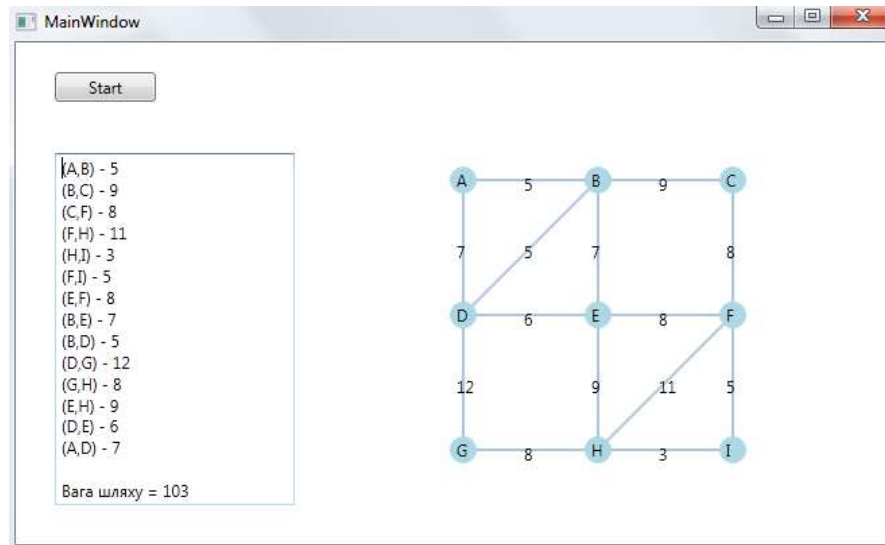 MainWindow
Start
(A,B) - 5
(B,C) - 9
(C,F) - 8
(F,H) - 11
(H,I) - 3
(F,I) - 5
(E,F) - 8
(B,E) - 7
(B,D) - 5
(D,G) - 12
(G,H) - 8
(E,H) - 9
(D,E) - 6
(A,D) - 7
Вага шляху = 103
A 5 B 9 C
7 5 7 8
D 6 E 8 F
12 9 11 5
G 8 H 3 I